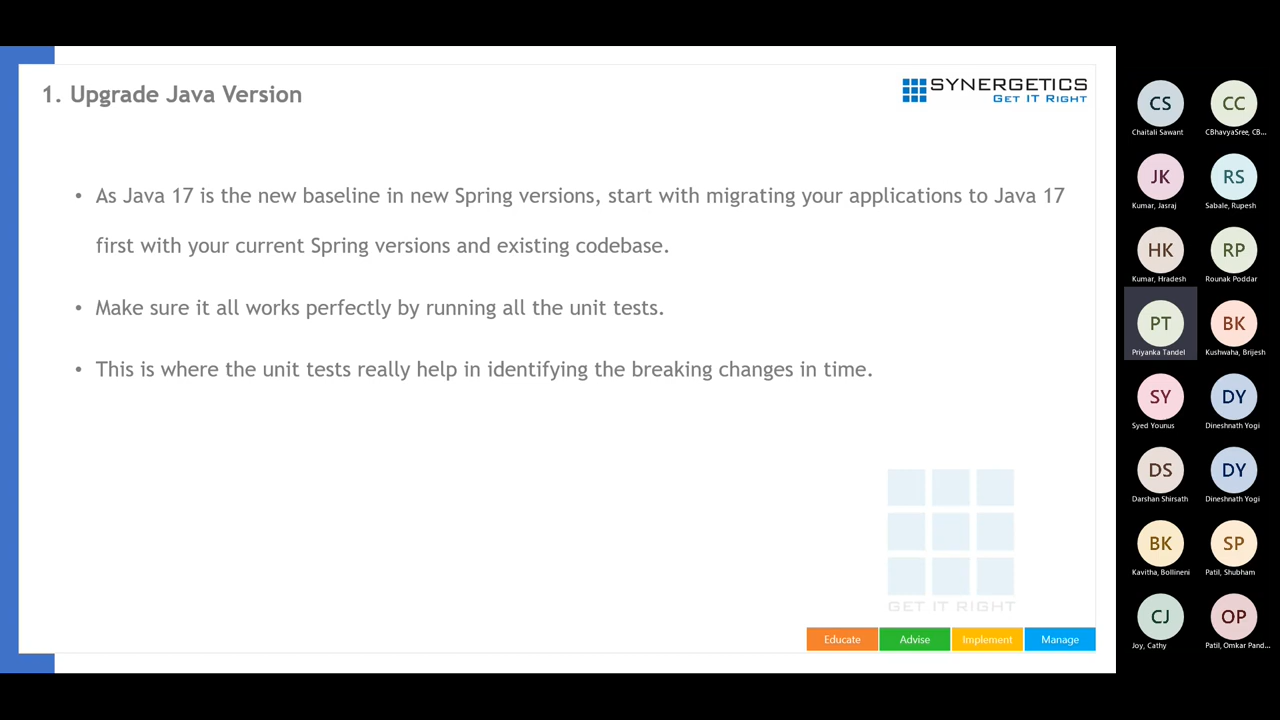 1. Upgrade Java Version
SYNERGETICS
GET IT RIGHT
• As Java 17 is the new baseline in new Spring versions, start with migrating your applications to Java 17
first with your current Spring versions and existing codebase.
• Make sure it all works perfectly by running all the unit tests.
• This is where the unit tests really help in identifying the breaking changes in time.
GET IT RIGHT
Educate Advise Implement Manage
CS CC
Chaitali Sawant CBhavyaSree, CB...
JK RS
Kumar, Jasraj Sabale, Rupesh
HK RP
Kumar, Hradesh Rounak Poddar
PT BK
Priyanka Tandel Kushwaha, Brijesh
SY DY
Syed Younus Dineshnath Yogi
DS DY
Darshan Shirsath Dineshnath Yogi
BK SP
Kavitha, Bollineni Patil, Shubham
CJ OP
Joy, Cathy Patil, Omkar Pand...